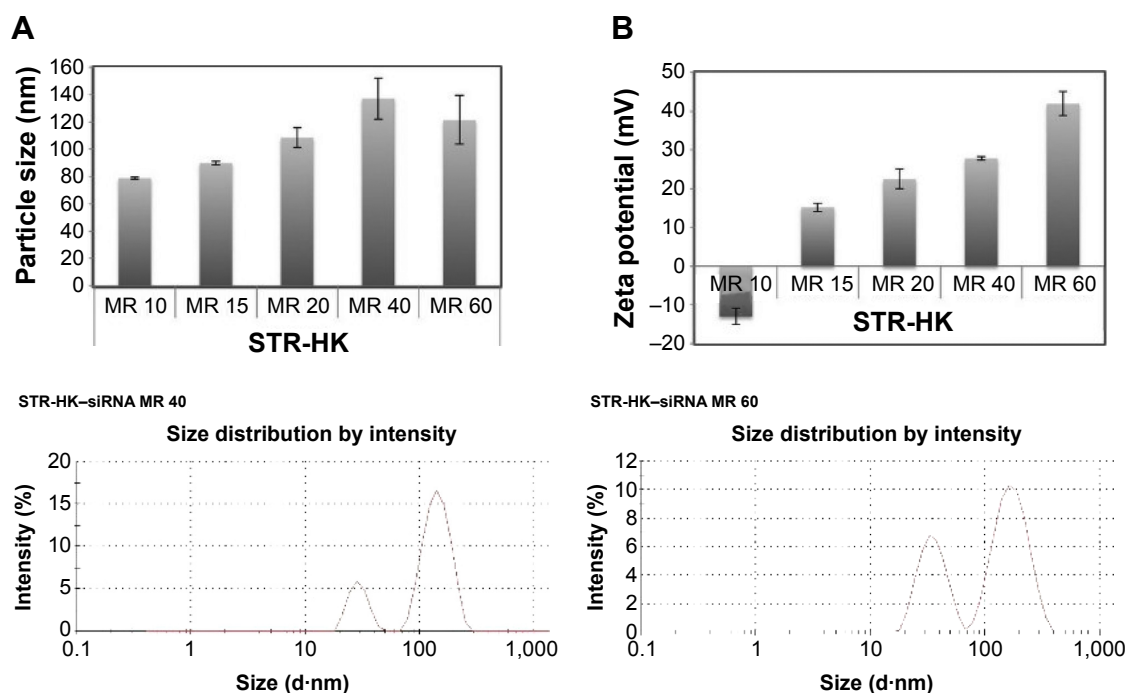 A
Particle size (nm)
160
140
120
100
80
60
40
20
0
MR 10 MR 15 MR 20 MR 40 MR 60
STR-HK
B
Zeta potential (mV)
50
40
30
20
10
0
–10
–20
MR 10 MR 15 MR 20 MR 40 MR 60
STR-HK
STR-HK–siRNA MR 40
Size distribution by intensity
Intensity (%)
20
15
10
5
0
0.1 1 10 100 1,000
Size (d·nm)
STR-HK–siRNA MR 60
Size distribution by intensity
Intensity (%)
12
10
8
6
4
2
0
0.1 1 10 100 1,000
Size (d·nm)